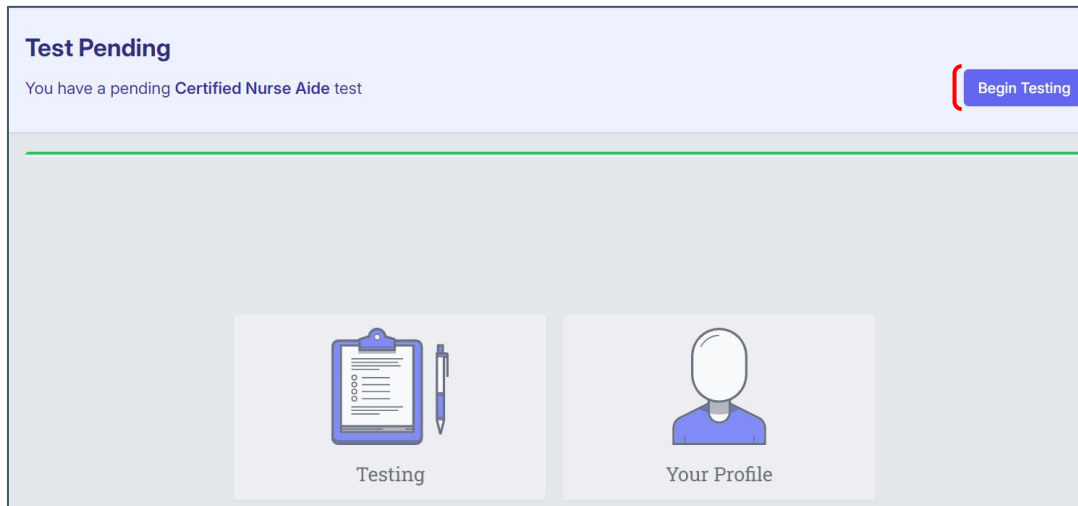 Test Pending
You have a pending Certified Nurse Aide test
Begin Testing
Testing
Your Profile